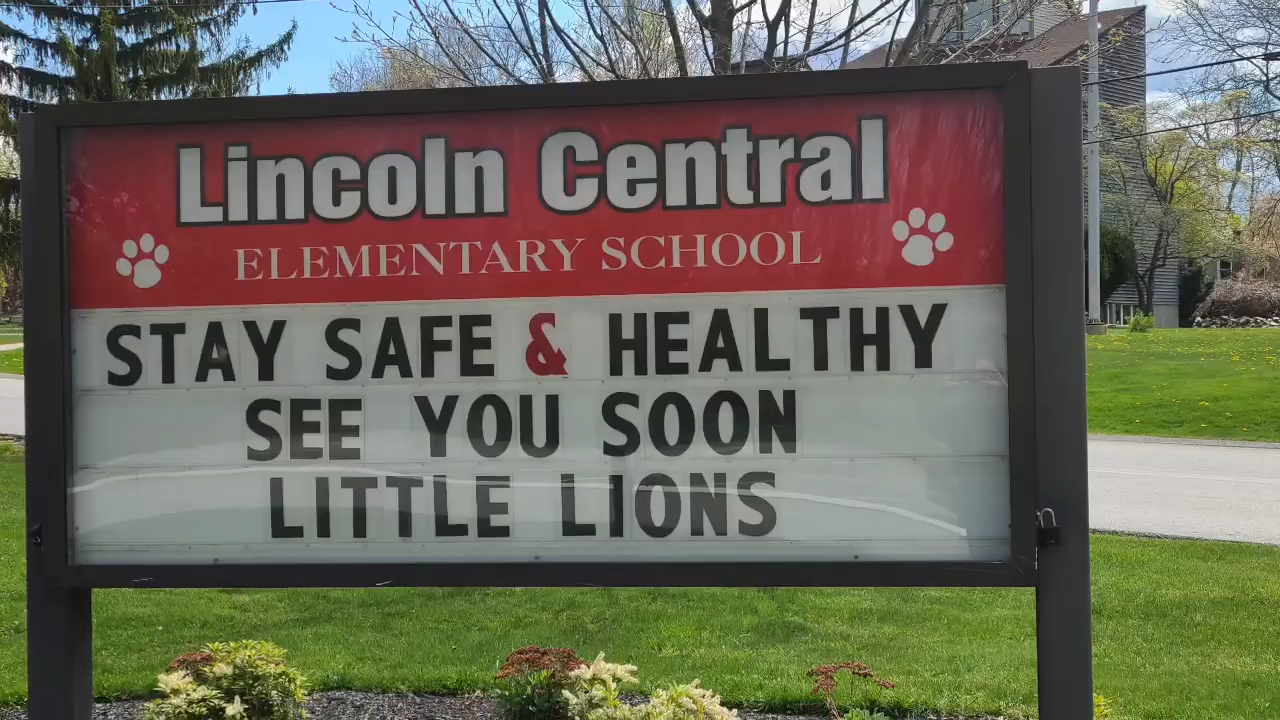 Lincoln Central
ELEMENTARY SCHOOL
STAY SAFE & HEALTHY
SEE YOU SOON
LITTLE LIONS